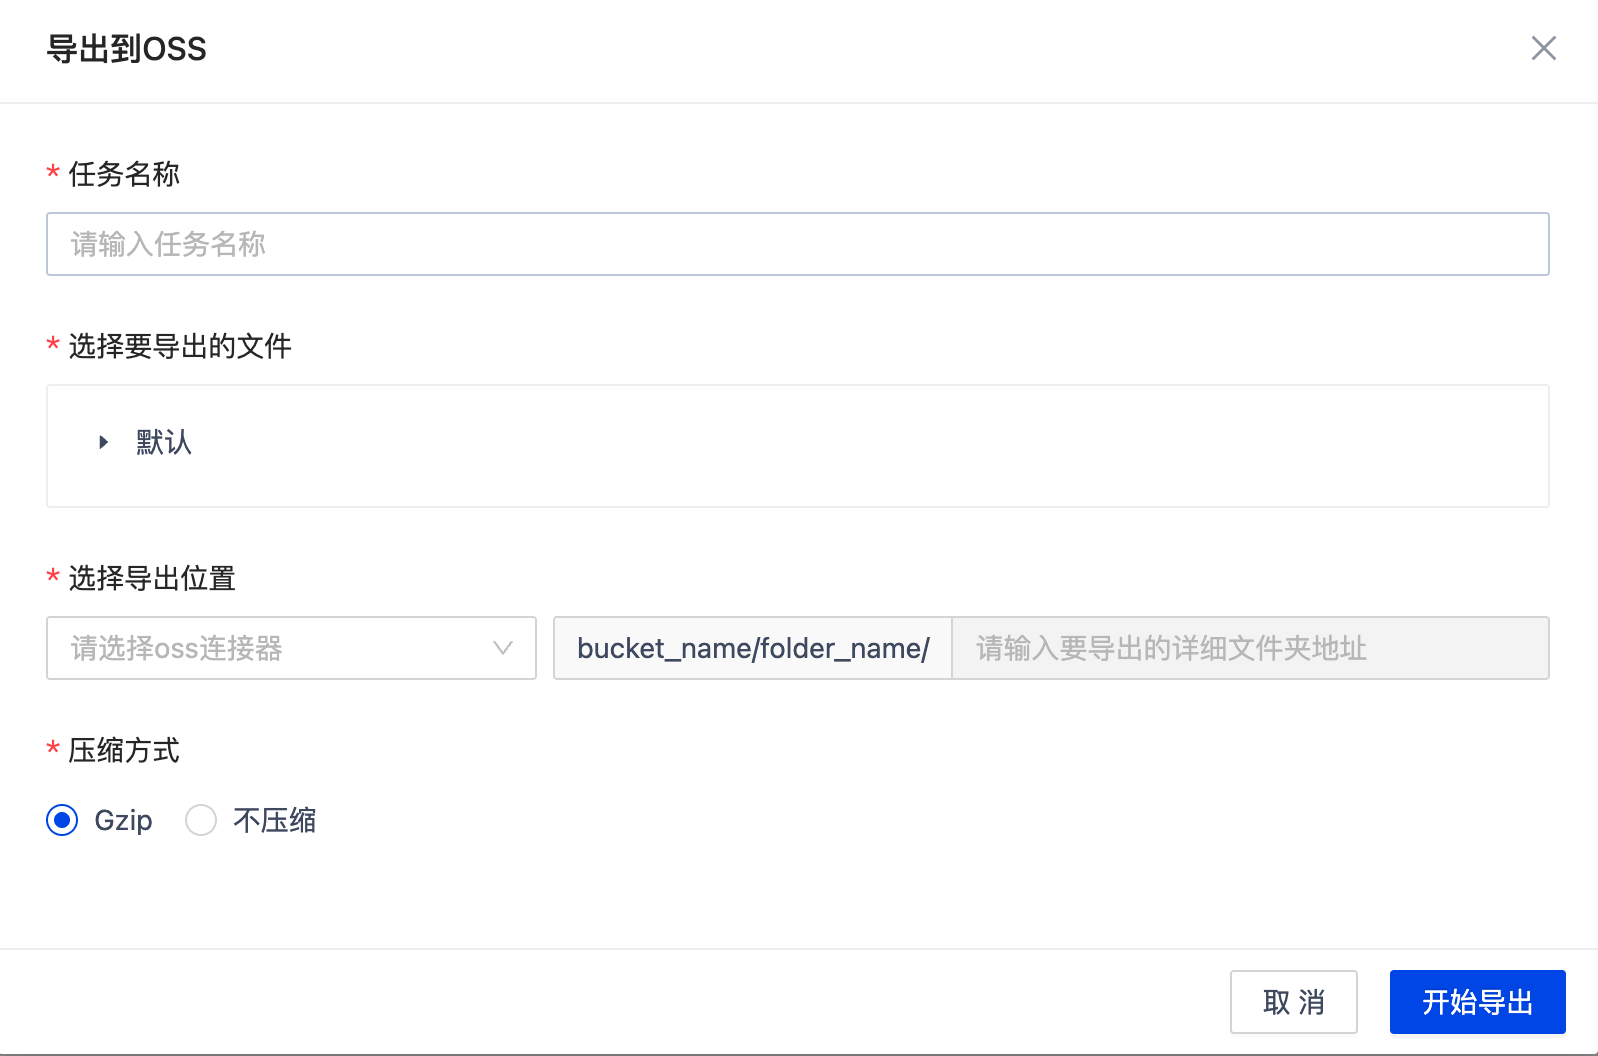 导出到OSS
* 任务名称
请输入任务名称
* 选择要导出的文件
默认
* 选择导出位置
请选择oss连接器 bucket_name/folder_name/ 请输入要导出的详细文件夹地址
* 压缩方式
Gzip 不压缩
取 消 开始导出